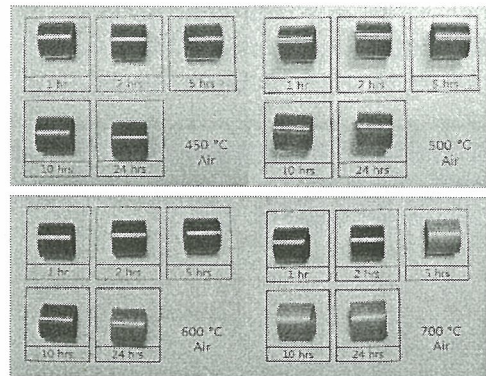 1 hr 2 hrs 5 hrs
10 hrs 24 hrs 450 °C
Air
1 hr 2 hrs 5 hrs
10 hrs 24 hrs 500 °C
Air
1 hr 2 hrs 5 hrs
10 hrs 24 hrs 600 °C
Air
1 hr 2 hrs 5 hrs
10 hrs 24 hrs 700 °C
Air